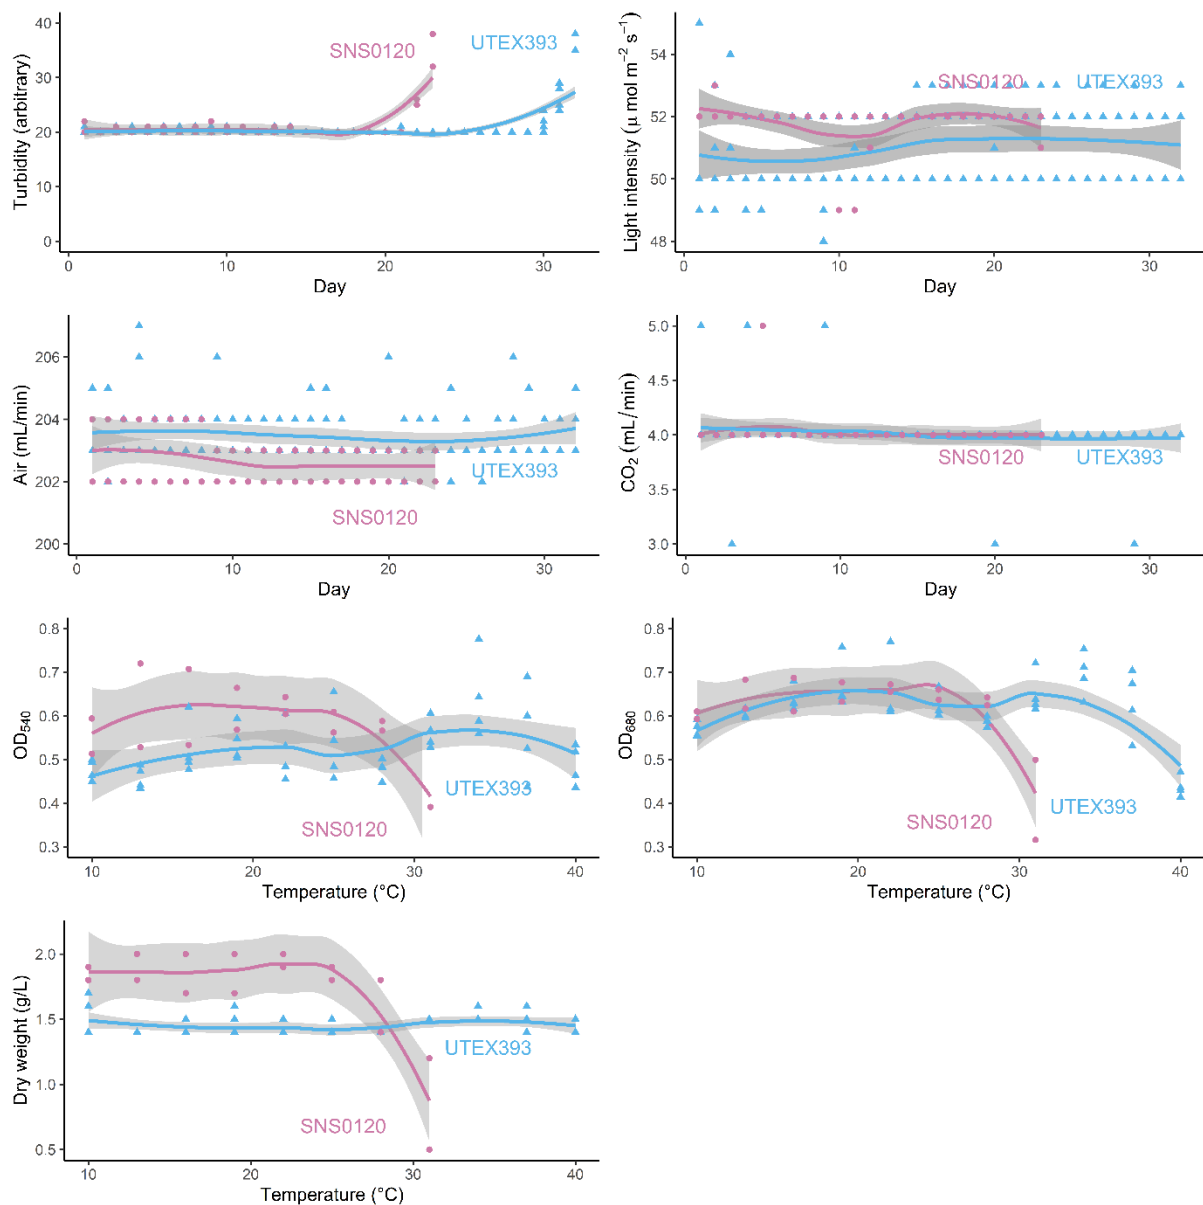 Turbidity (arbitrary)
40
30
20
10
0
SNS0120
UTEX393
0
10
20
30
Day
Light intensity (µ mol m⁻² s⁻¹)
54
52
50
48
SNS0120
UTEX393
0
10
20
30
Day
Air (mL/min)
206
204
202
200
UTEX393
SNS0120
0
10
20
30
Day
CO₂ (mL/min)
5.0
4.5
4.0
3.5
3.0
SNS0120
UTEX393
0
10
20
30
Day
OD₅₄₀
0.8
0.7
0.6
0.5
0.4
0.3
UTEX393
SNS0120
10
20
30
40
Temperature (°C)
OD₆₈₀
0.8
0.7
0.6
0.5
0.4
0.3
UTEX393
SNS0120
10
20
30
40
Temperature (°C)
Dry weight (g/L)
2.0
1.5
1.0
0.5
UTEX393
SNS0120
10
20
30
40
Temperature (°C)